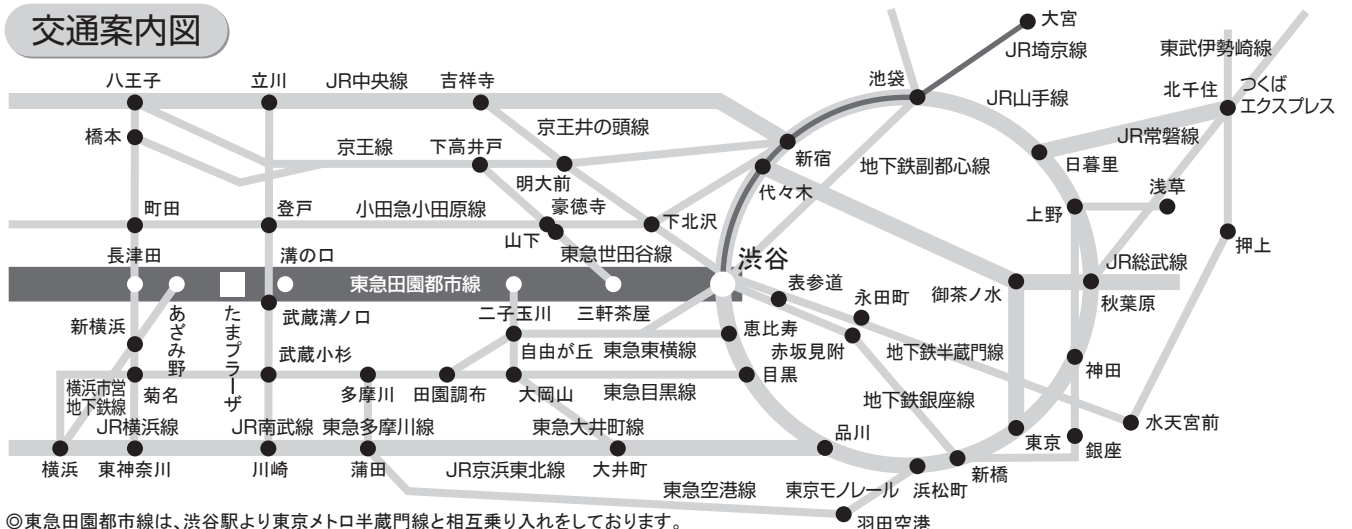 交通案内図
大宮
JR埼京線
東武伊勢崎線
八王子
立川
JR中央線
吉祥寺
池袋
JR山手線
北千住
つくば
エクスプレス
橋本
京王線
下高井戸
京王井の頭線
新宿
地下鉄副都心線
日暮里
JR常磐線
明大前
代々木
浅草
町田
登戸
小田急小田原線
豪徳寺
山下
下北沢
上野
押上
長津田
溝の口
東急世田谷線
渋谷
JR総武線
東急田園都市線
表参道
永田町
御茶ノ水
秋葉原
新横浜
あざみ野
たまプラーザ
武蔵溝ノ口
二子玉川
三軒茶屋
恵比寿
赤坂見附
地下鉄半蔵門線
武蔵小杉
自由が丘
東急東横線
目黒
神田
横浜市営
地下鉄線
菊名
多摩川
田園調布
大岡山
東急目黒線
地下鉄銀座線
水天宮前
JR横浜線
JR南武線
東急多摩川線
東急大井町線
品川
東京
銀座
横浜
東神奈川
川崎
蒲田
JR京浜東北線
大井町
新橋
東急空港線
東京モノレール
浜松町
羽田空港
◎東急田園都市線は、渋谷駅より東京メトロ半蔵門線と相互乗り入れをしております。